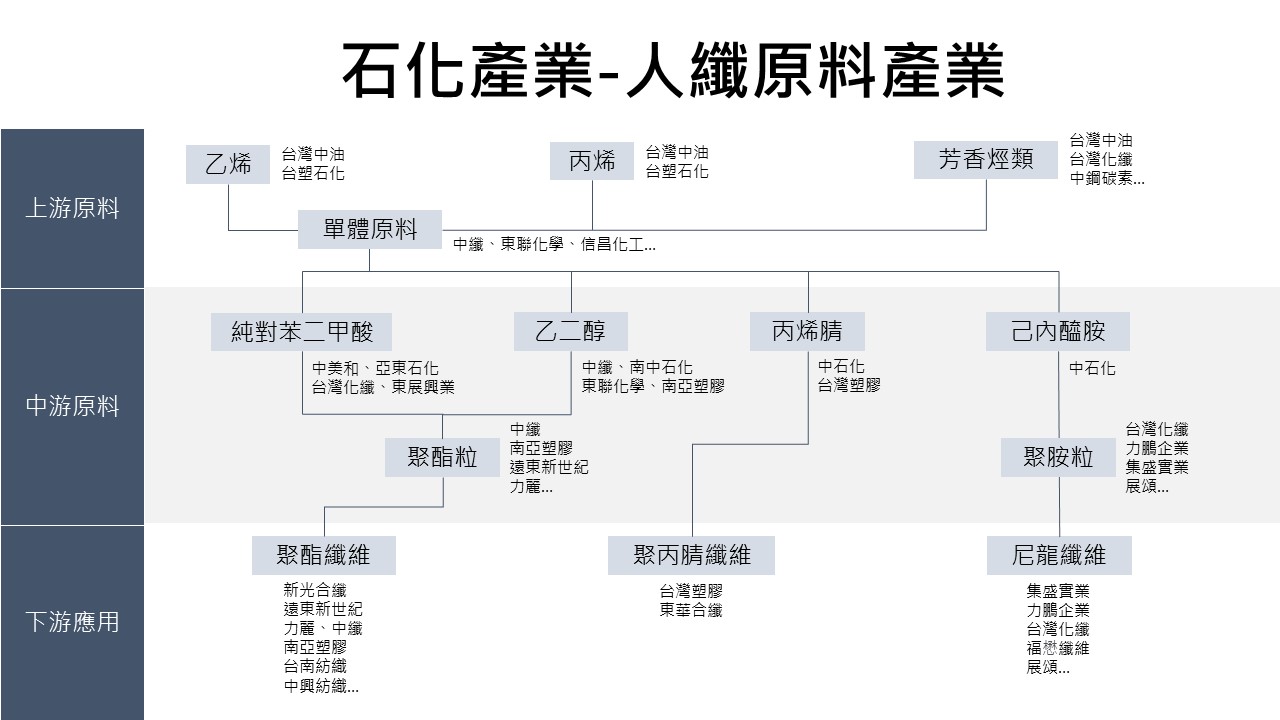 石化產業-人纖原料產業
上游原料
乙烯
台灣中油
台塑石化
丙烯
台灣中油
台塑石化
芳香烴類
台灣中油
台灣化纖
中鋼碳素...
單體原料
中纖、東聯化學、信昌化工...
中游原料
純對苯二甲酸
中美和、亞東石化
台灣化纖、東展興業
乙二醇
中纖、南中石化
東聯化學、南亞塑膠
丙烯腈
中石化
台灣塑膠
己內醯胺
中石化
聚酯粒
中纖
南亞塑膠
遠東新世紀
力麗...
聚胺粒
台灣化纖
力鵬企業
集盛實業
展頌...
下游應用
聚酯纖維
新光合纖
遠東新世紀
力麗、中纖
南亞塑膠
台南紡織
中興紡織...
聚丙腈纖維
台灣塑膠
東華合纖
尼龍纖維
集盛實業
力鵬企業
台灣化纖
福懋纖維
展頌...